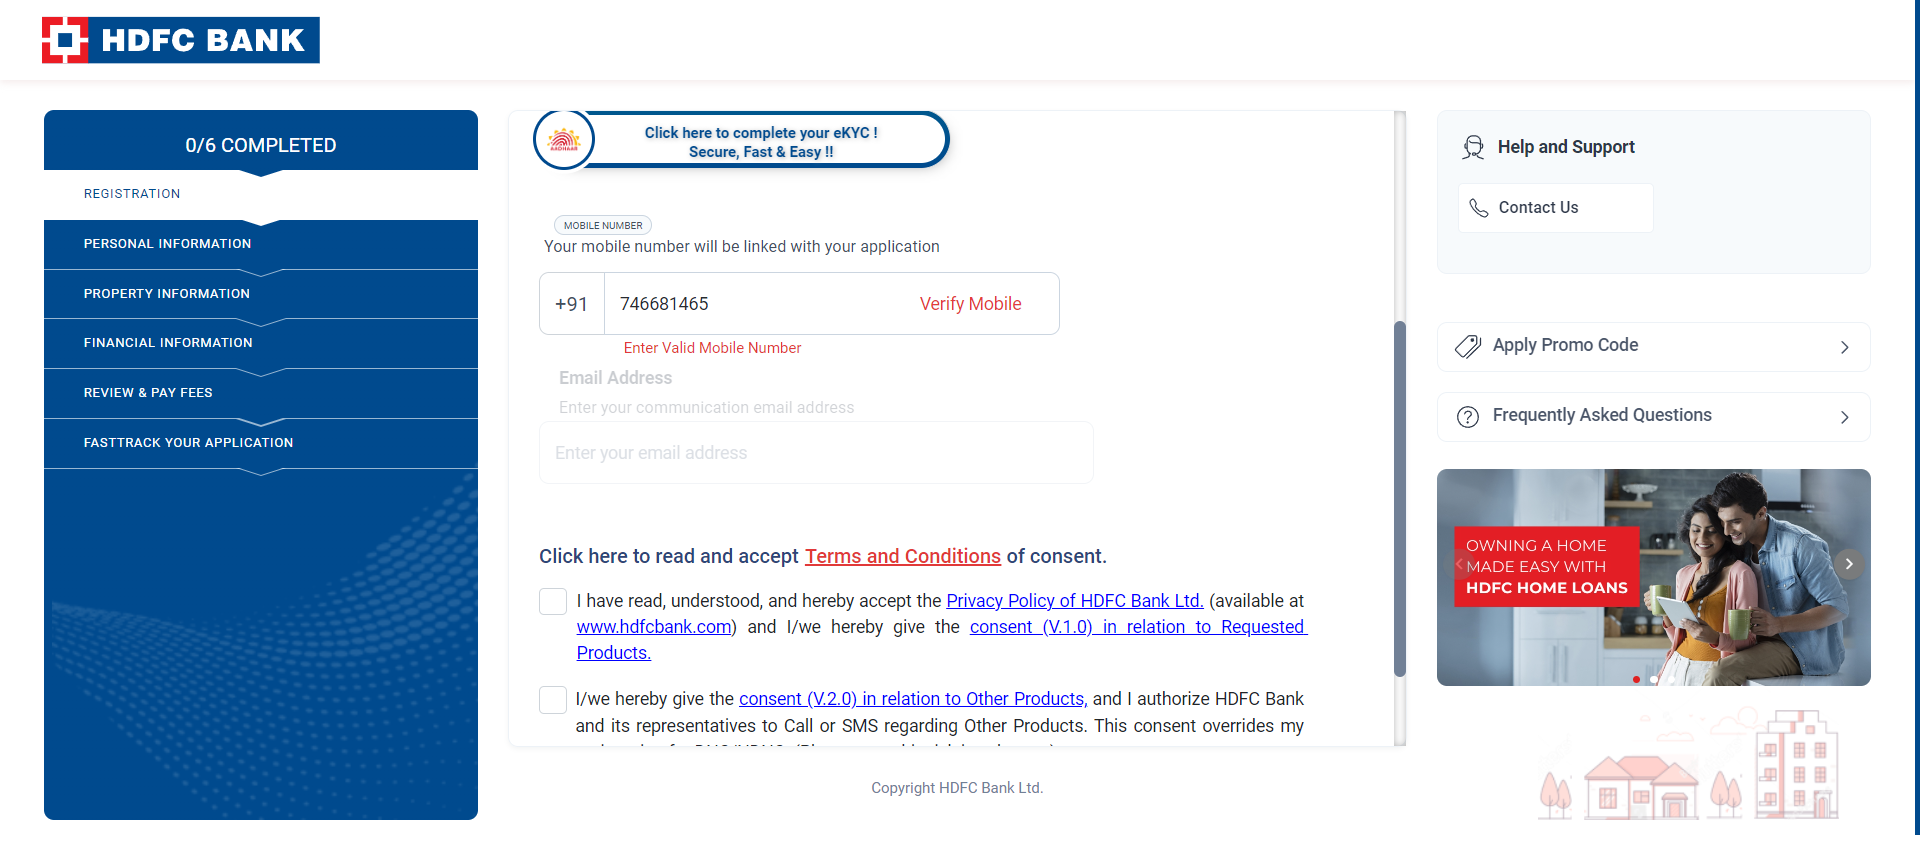 HDFC BANK
0/6 COMPLETED
REGISTRATION
PERSONAL INFORMATION
PROPERTY INFORMATION
FINANCIAL INFORMATION
REVIEW & PAY FEES
FASTTRACK YOUR APPLICATION
AADHAAR
Click here to complete your eKYC !
Secure, Fast & Easy !!
MOBILE NUMBER
Your mobile number will be linked with your application
+91 746681465 Verify Mobile
Enter Valid Mobile Number
Email Address
Enter your communication email address
Enter your email address
Click here to read and accept Terms and Conditions of consent.
I have read, understood, and hereby accept the Privacy Policy of HDFC Bank Ltd. (available at
www.hdfcbank.com) and I/we hereby give the consent (V.1.0) in relation to Requested
Products.
I/we hereby give the consent (V.2.0) in relation to Other Products, and I authorize HDFC Bank
and its representatives to Call or SMS regarding Other Products. This consent overrides my
Copyright HDFC Bank Ltd.
Help and Support
Contact Us
Apply Promo Code
Frequently Asked Questions
OWNING A HOME
MADE EASY WITH
HDFC HOME LOANS